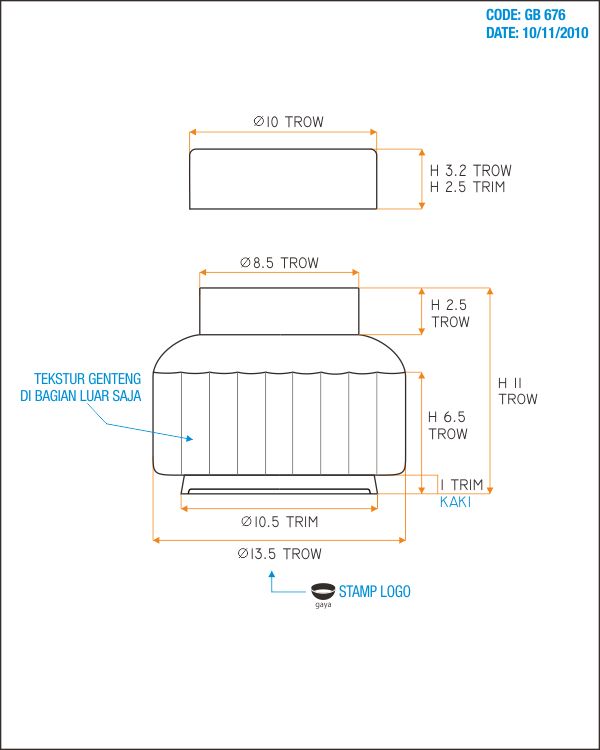 CODE: GB 676
DATE: 10/11/2010
Ø10 TROW
H 3.2 TROW
H 2.5 TRIM
Ø8.5 TROW
H 2.5
TROW
TEKSTUR GENTENG
DI BAGIAN LUAR SAJA
H 11
TROW
H 6.5
TROW
1 TRIM
KAKI
Ø10.5 TRIM
Ø13.5 TROW
STAMP LOGO
gaya